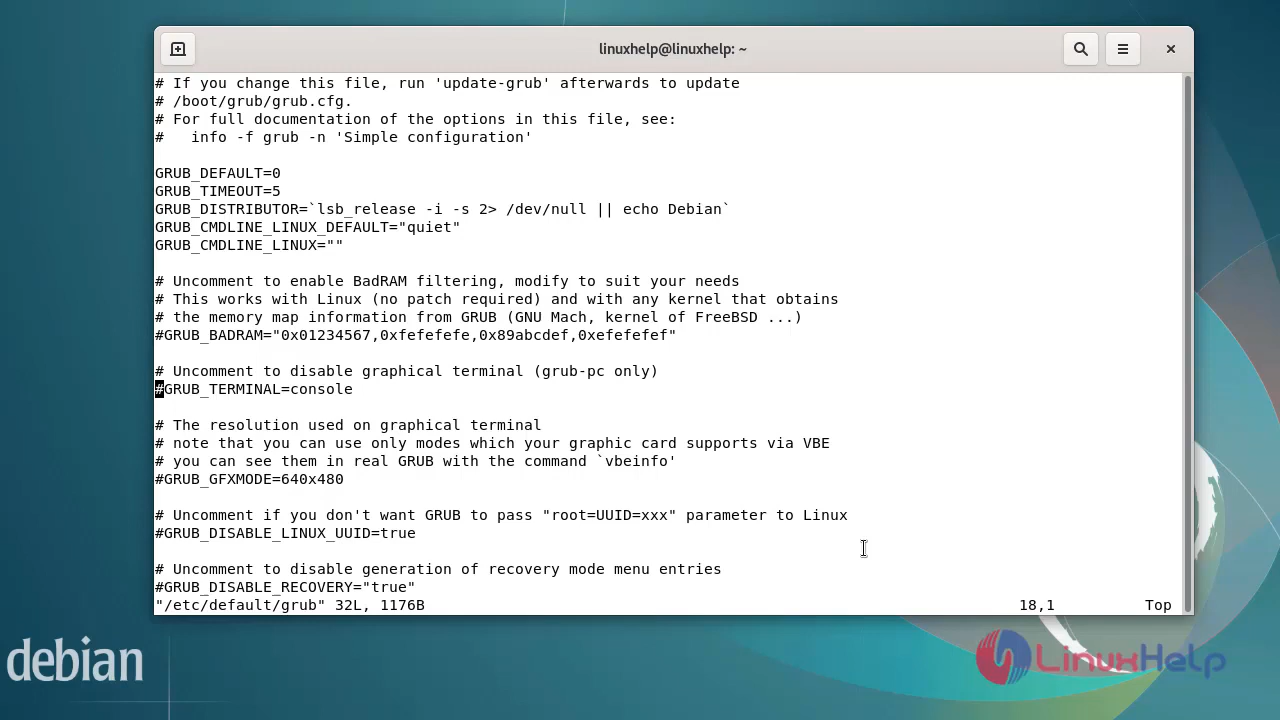 linuxhelp@linuxhelp: ~
# If you change this file, run 'update-grub' afterwards to update
# /boot/grub/grub.cfg.
# For full documentation of the options in this file, see:
#   info -f grub -n 'Simple configuration'
GRUB_DEFAULT=0
GRUB_TIMEOUT=5
GRUB_DISTRIBUTOR=`lsb_release -i -s 2> /dev/null || echo Debian`
GRUB_CMDLINE_LINUX_DEFAULT="quiet"
GRUB_CMDLINE_LINUX=""
# Uncomment to enable BadRAM filtering, modify to suit your needs
# This works with Linux (no patch required) and with any kernel that obtains
# the memory map information from GRUB (GNU Mach, kernel of FreeBSD ...)
#GRUB_BADRAM="0x01234567,0xfefefefe,0x89abcdef,0xefefefef"
# Uncomment to disable graphical terminal (grub-pc only)
#GRUB_TERMINAL=console
# The resolution used on graphical terminal
# note that you can use only modes which your graphic card supports via VBE
# you can see them in real GRUB with the command `vbeinfo'
#GRUB_GFXMODE=640x480
# Uncomment if you don't want GRUB to pass "root=UUID=xxx" parameter to Linux
#GRUB_DISABLE_LINUX_UUID=true
# Uncomment to disable generation of recovery mode menu entries
#GRUB_DISABLE_RECOVERY="true"
"/etc/default/grub" 32L, 1176B 18,1 Top
debian
LinuxHelp